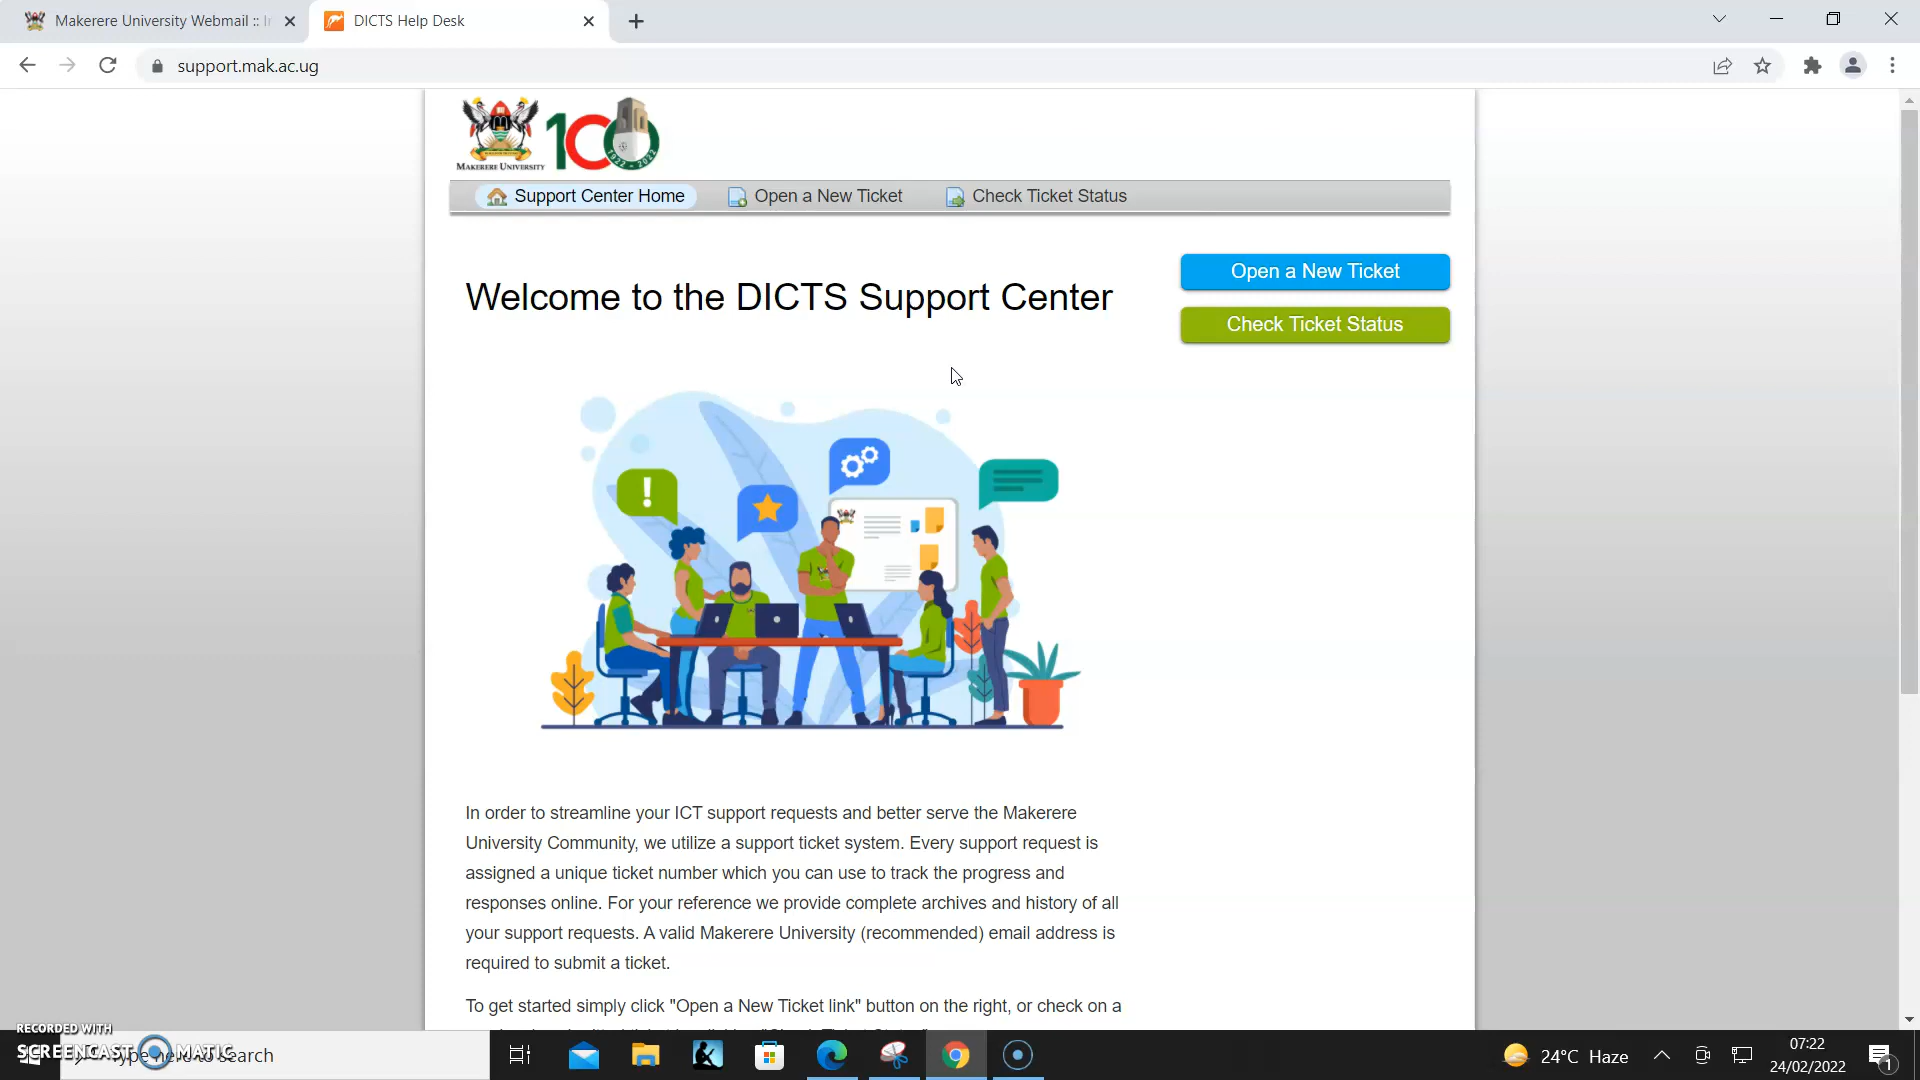 Makerere University Webmail :: I
DICTS Help Desk
support.mak.ac.ug
MAKERERE UNIVERSITY
100
1922 - 2022
Support Center Home
Open a New Ticket
Check Ticket Status
Welcome to the DICTS Support Center
Open a New Ticket
Check Ticket Status
!
In order to streamline your ICT support requests and better serve the Makerere
University Community, we utilize a support ticket system. Every support request is
assigned a unique ticket number which you can use to track the progress and
responses online. For your reference we provide complete archives and history of all
your support requests. A valid Makerere University (recommended) email address is
required to submit a ticket.
To get started simply click "Open a New Ticket link" button on the right, or check on a
RECORDED WITH
SCREENCAST MATIC
Type here to search
24°C Haze
07:22
24/02/2022
1